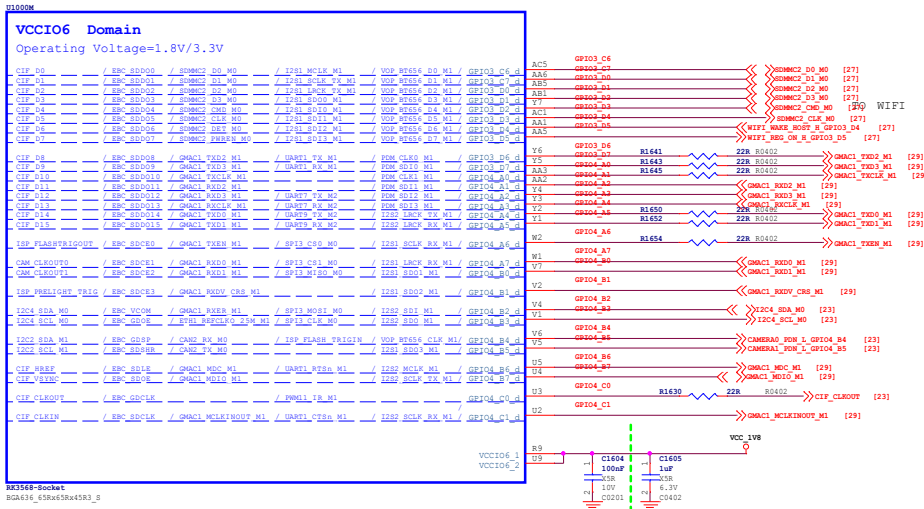 U1000M
VCCIO6 Domain
Operating Voltage=1.8V/3.3V
CIF_D0 / EBC_SDDO0 / SDMMC2_D0_M0 / I2S1_MCLK_M1 / VOP_BT656_D0_M1 / GPIO3_C6_d AC5 GPIO3_C6 SDMMC2_D0_M0 [27]
CIF_D1 / EBC_SDDO1 / SDMMC2_D1_M0 / I2S1_SCLK_TX_M1 / VOP_BT656_D1_M1 / GPIO3_C7_d AA6 GPIO3_C7 SDMMC2_D1_M0 [27]
CIF_D2 / EBC_SDDO2 / SDMMC2_D2_M0 / I2S1_LRCK_TX_M1 / VOP_BT656_D2_M1 / GPIO3_D0_d AB2 GPIO3_D0 SDMMC2_D2_M0 [27]
CIF_D3 / EBC_SDDO3 / SDMMC2_D3_M0 / I2S1_SDO0_M1 / VOP_BT656_D3_M1 / GPIO3_D1_d AB1 GPIO3_D1 SDMMC2_D3_M0 [27]
CIF_D4 / EBC_SDDO4 / SDMMC2_CMD_M0 / I2S1_SDI0_M1 / VOP_BT656_D4_M1 / GPIO3_D2_d Y7 GPIO3_D2 SDMMC2_CMD_M0 [27]
TO WIFI
CIF_D5 / EBC_SDDO5 / SDMMC2_CLK_M0 / I2S1_SDI1_M1 / VOP_BT656_D5_M1 / GPIO3_D3_d AC1 GPIO3_D3 SDMMC2_CLK_M0 [27]
CIF_D6 / EBC_SDDO6 / SDMMC2_DET_M0 / I2S1_SDI2_M1 / VOP_BT656_D6_M1 / GPIO3_D4_d AA1 GPIO3_D4 WIFI_WAKE_HOST_H_GPIO3_D4 [27]
CIF_D7 / EBC_SDDO7 / SDMMC2_PWREN_M0 / I2S1_SDI3_M1 / VOP_BT656_D7_M1 / GPIO3_D5_d AA5 GPIO3_D5 WIFI_REG_ON_H_GPIO3_D5 [27]
CIF_D8 / EBC_SDDO8 / GMAC1_TXD2_M1 / UART1_TX_M1 / PDM_CLK0_M1 / GPIO3_D6_d Y6 GPIO3_D6 R1641 22R R0402 GMAC1_TXD2_M1 [29]
CIF_D9 / EBC_SDDO9 / GMAC1_TXD3_M1 / UART1_RX_M1 / PDM_SDI0_M1 / GPIO3_D7_d Y5 GPIO3_D7 R1643 22R R0402 GMAC1_TXD3_M1 [29]
CIF_D10 / EBC_SDDO10 / GMAC1_TXCLK_M1 / PDM_CLK1_M1 / GPIO4_A0_d AA3 GPIO4_A0 R1645 22R R0402 GMAC1_TXCLK_M1 [29]
CIF_D11 / EBC_SDDO11 / GMAC1_RXD2_M1 / PDM_SDI1_M1 / GPIO4_A1_d AA2 GPIO4_A1 GMAC1_RXD2_M1 [29]
CIF_D12 / EBC_SDDO12 / GMAC1_RXD3_M1 / UART7_TX_M2 / PDM_SDI2_M1 / GPIO4_A2_d Y4 GPIO4_A2 GMAC1_RXD3_M1 [29]
CIF_D13 / EBC_SDDO13 / GMAC1_RXCLK_M1 / UART7_RX_M2 / PDM_SDI3_M1 / GPIO4_A3_d Y3 GPIO4_A3 GMAC1_RXCLK_M1 [29]
CIF_D14 / EBC_SDDO14 / GMAC1_TXD0_M1 / UART9_TX_M2 / I2S2_LRCK_TX_M1 / GPIO4_A4_d Y2 GPIO4_A4 R1650 22R R0402 GMAC1_TXD0_M1 [29]
CIF_D15 / EBC_SDDO15 / GMAC1_TXD1_M1 / UART9_RX_M2 / I2S2_LRCK_RX_M1 / GPIO4_A5_d Y1 GPIO4_A5 R1652 22R R0402 GMAC1_TXD1_M1 [29]
ISP_FLASHTRIGOUT / EBC_SDCE0 / GMAC1_TXEN_M1 / SPI3_CS0_M0 / I2S1_SCLK_RX_M1 / GPIO4_A6_d W2 GPIO4_A6 R1654 22R R0402 GMAC1_TXEN_M1 [29]
CAM_CLKOUT0 / EBC_SDCE1 / GMAC1_RXD0_M1 / SPI3_CS1_M0 / I2S1_LRCK_RX_M1 / GPIO4_A7_d W1 GPIO4_A7 GMAC1_RXD0_M1 [29]
CAM_CLKOUT1 / EBC_SDCE2 / GMAC1_RXD1_M1 / SPI3_MISO_M0 / I2S1_SDO1_M1 / GPIO4_B0_d V7 GPIO4_B0 GMAC1_RXD1_M1 [29]
ISP_PRELIGHT_TRIG / EBC_SDCE3 / GMAC1_RXDV_CRS_M1 / I2S1_SDO2_M1 / GPIO4_B1_d V2 GPIO4_B1 GMAC1_RXDV_CRS_M1 [29]
I2C4_SDA_M0 / EBC_VCOM / GMAC1_RXER_M1 / SPI3_MOSI_M0 / I2S2_SDI_M1 / GPIO4_B2_d V4 GPIO4_B2 I2C4_SDA_M0 [23]
I2C4_SCL_M0 / EBC_GDOE / ETH1_REFCLKO_25M_M1 / SPI3_CLK_M0 / I2S2_SDO_M1 / GPIO4_B3_d V1 GPIO4_B3 I2C4_SCL_M0 [23]
I2C2_SDA_M1 / EBC_GDSP / CAN2_RX_M0 / ISP_FLASH_TRIGIN / VOP_BT656_CLK_M1 / GPIO4_B4_d V6 GPIO4_B4 CAMERA0_PDN_L_GPIO4_B4 [23]
I2C2_SCL_M1 / EBC_SDSHR / CAN2_TX_M0 / I2S1_SDO3_M1 / GPIO4_B5_d V5 GPIO4_B5 CAMERA1_PDN_L_GPIO4_B5 [23]
CIF_HREF / EBC_SDLE / GMAC1_MDC_M1 / UART1_RTSn_M1 / I2S2_MCLK_M1 / GPIO4_B6_d U5 GPIO4_B6 GMAC1_MDC_M1 [29]
CIF_VSYNC / EBC_SDOE / GMAC1_MDIO_M1 / I2S2_SCLK_TX_M1 / GPIO4_B7_d U4 GPIO4_B7 GMAC1_MDIO_M1 [29]
CIF_CLKOUT / EBC_GDCLK / PWM11_IR_M1 / GPIO4_C0_d U3 GPIO4_C0 R1630 22R R0402 CIF_CLKOUT [23]
CIF_CLKIN / EBC_SDCLK / GMAC1_MCLKINOUT_M1 / UART1_CTSn_M1 / I2S2_SCLK_RX_M1 / GPIO4_C1_d U2 GPIO4_C1 GMAC1_MCLKINOUT_M1 [29]
VCC_1V8
VCCIO6_1 R9
VCCIO6_2 U9
C1604 C1605
100nF 1uF
X5R X5R
10V 6.3V
C0201 C0402
1 2 1 2
RK3568-Socket
BGA636_65Rx65Rx45R3_S